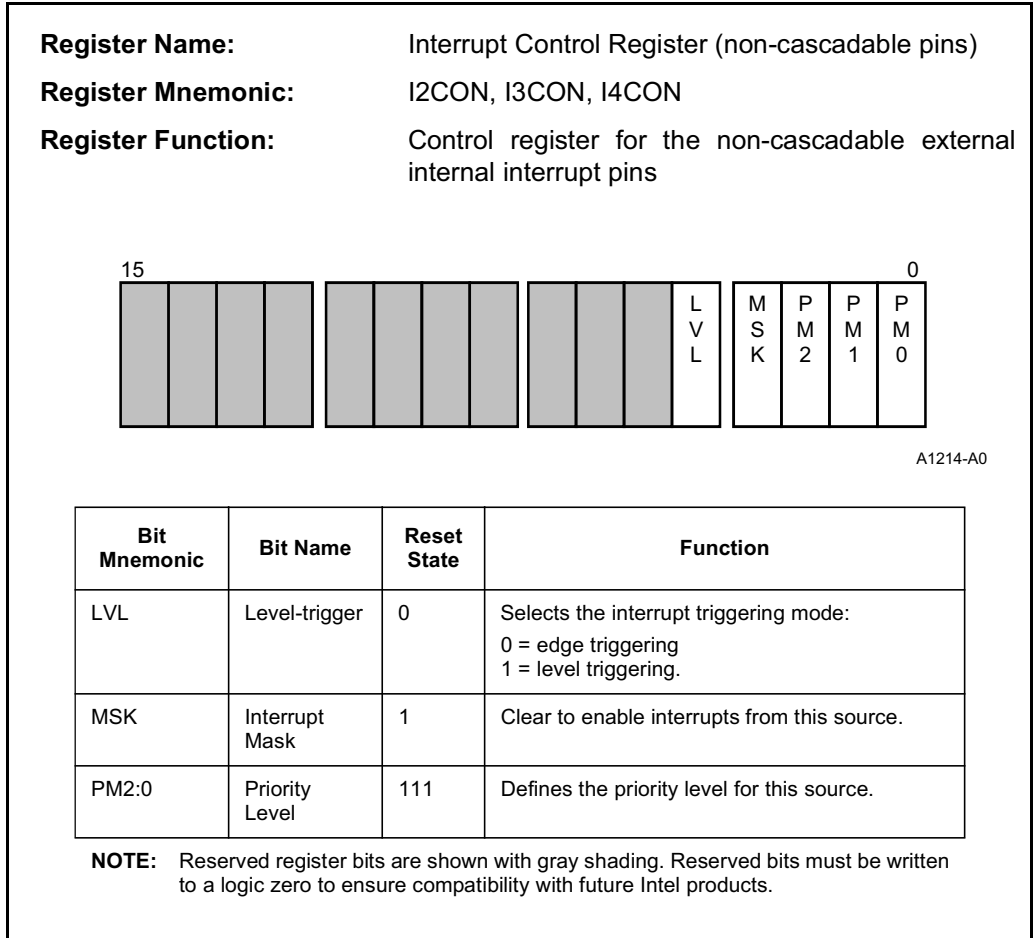 Register Name: Interrupt Control Register (non-cascadable pins)
Register Mnemonic: I2CON, I3CON, I4CON
Register Function: Control register for the non-cascadable external
internal interrupt pins
15 0
LVL MSK PM2 PM1 PM0
A1214-A0
Bit Mnemonic Bit Name Reset State Function
LVL Level-trigger 0 Selects the interrupt triggering mode:
0 = edge triggering
1 = level triggering.
MSK Interrupt Mask 1 Clear to enable interrupts from this source.
PM2:0 Priority Level 111 Defines the priority level for this source.
NOTE: Reserved register bits are shown with gray shading. Reserved bits must be written
to a logic zero to ensure compatibility with future Intel products.